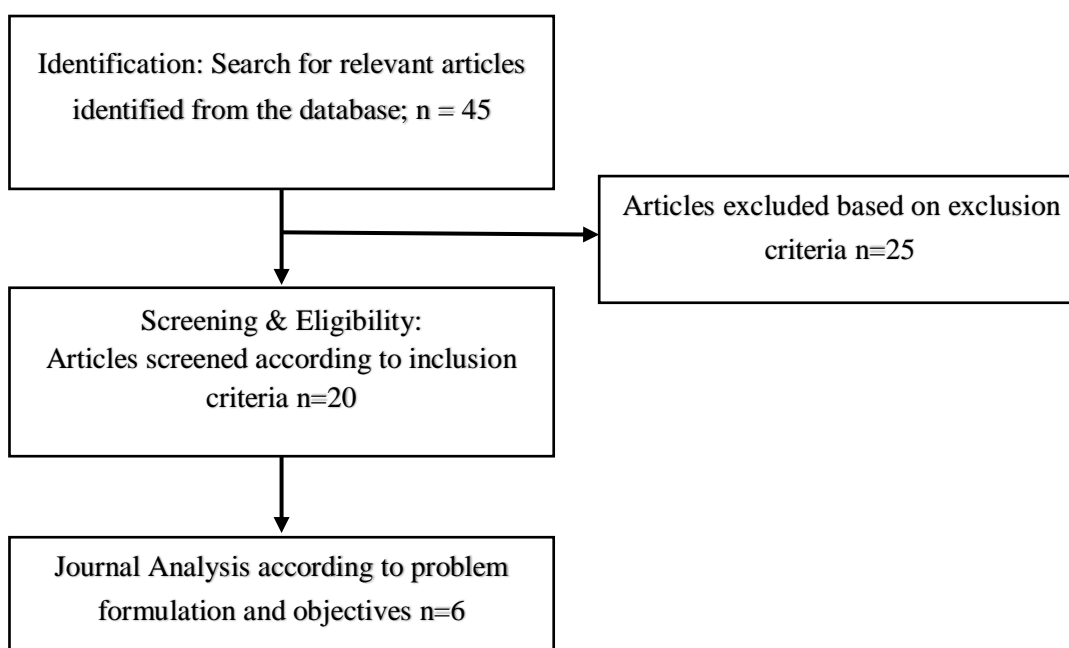 Identification: Search for relevant articles
identified from the database; n = 45
Articles excluded based on exclusion
criteria n=25
Screening & Eligibility:
Articles screened according to inclusion
criteria n=20
Journal Analysis according to problem
formulation and objectives n=6